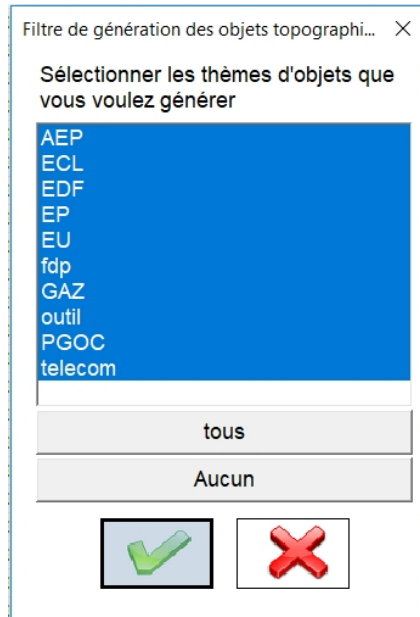 Filtre de génération des objets topographi...
Sélectionner les thèmes d'objets que
vous voulez générer
AEP
ECL
EDF
EP
EU
fdp
GAZ
outil
PGOC
telecom
tous
Aucun